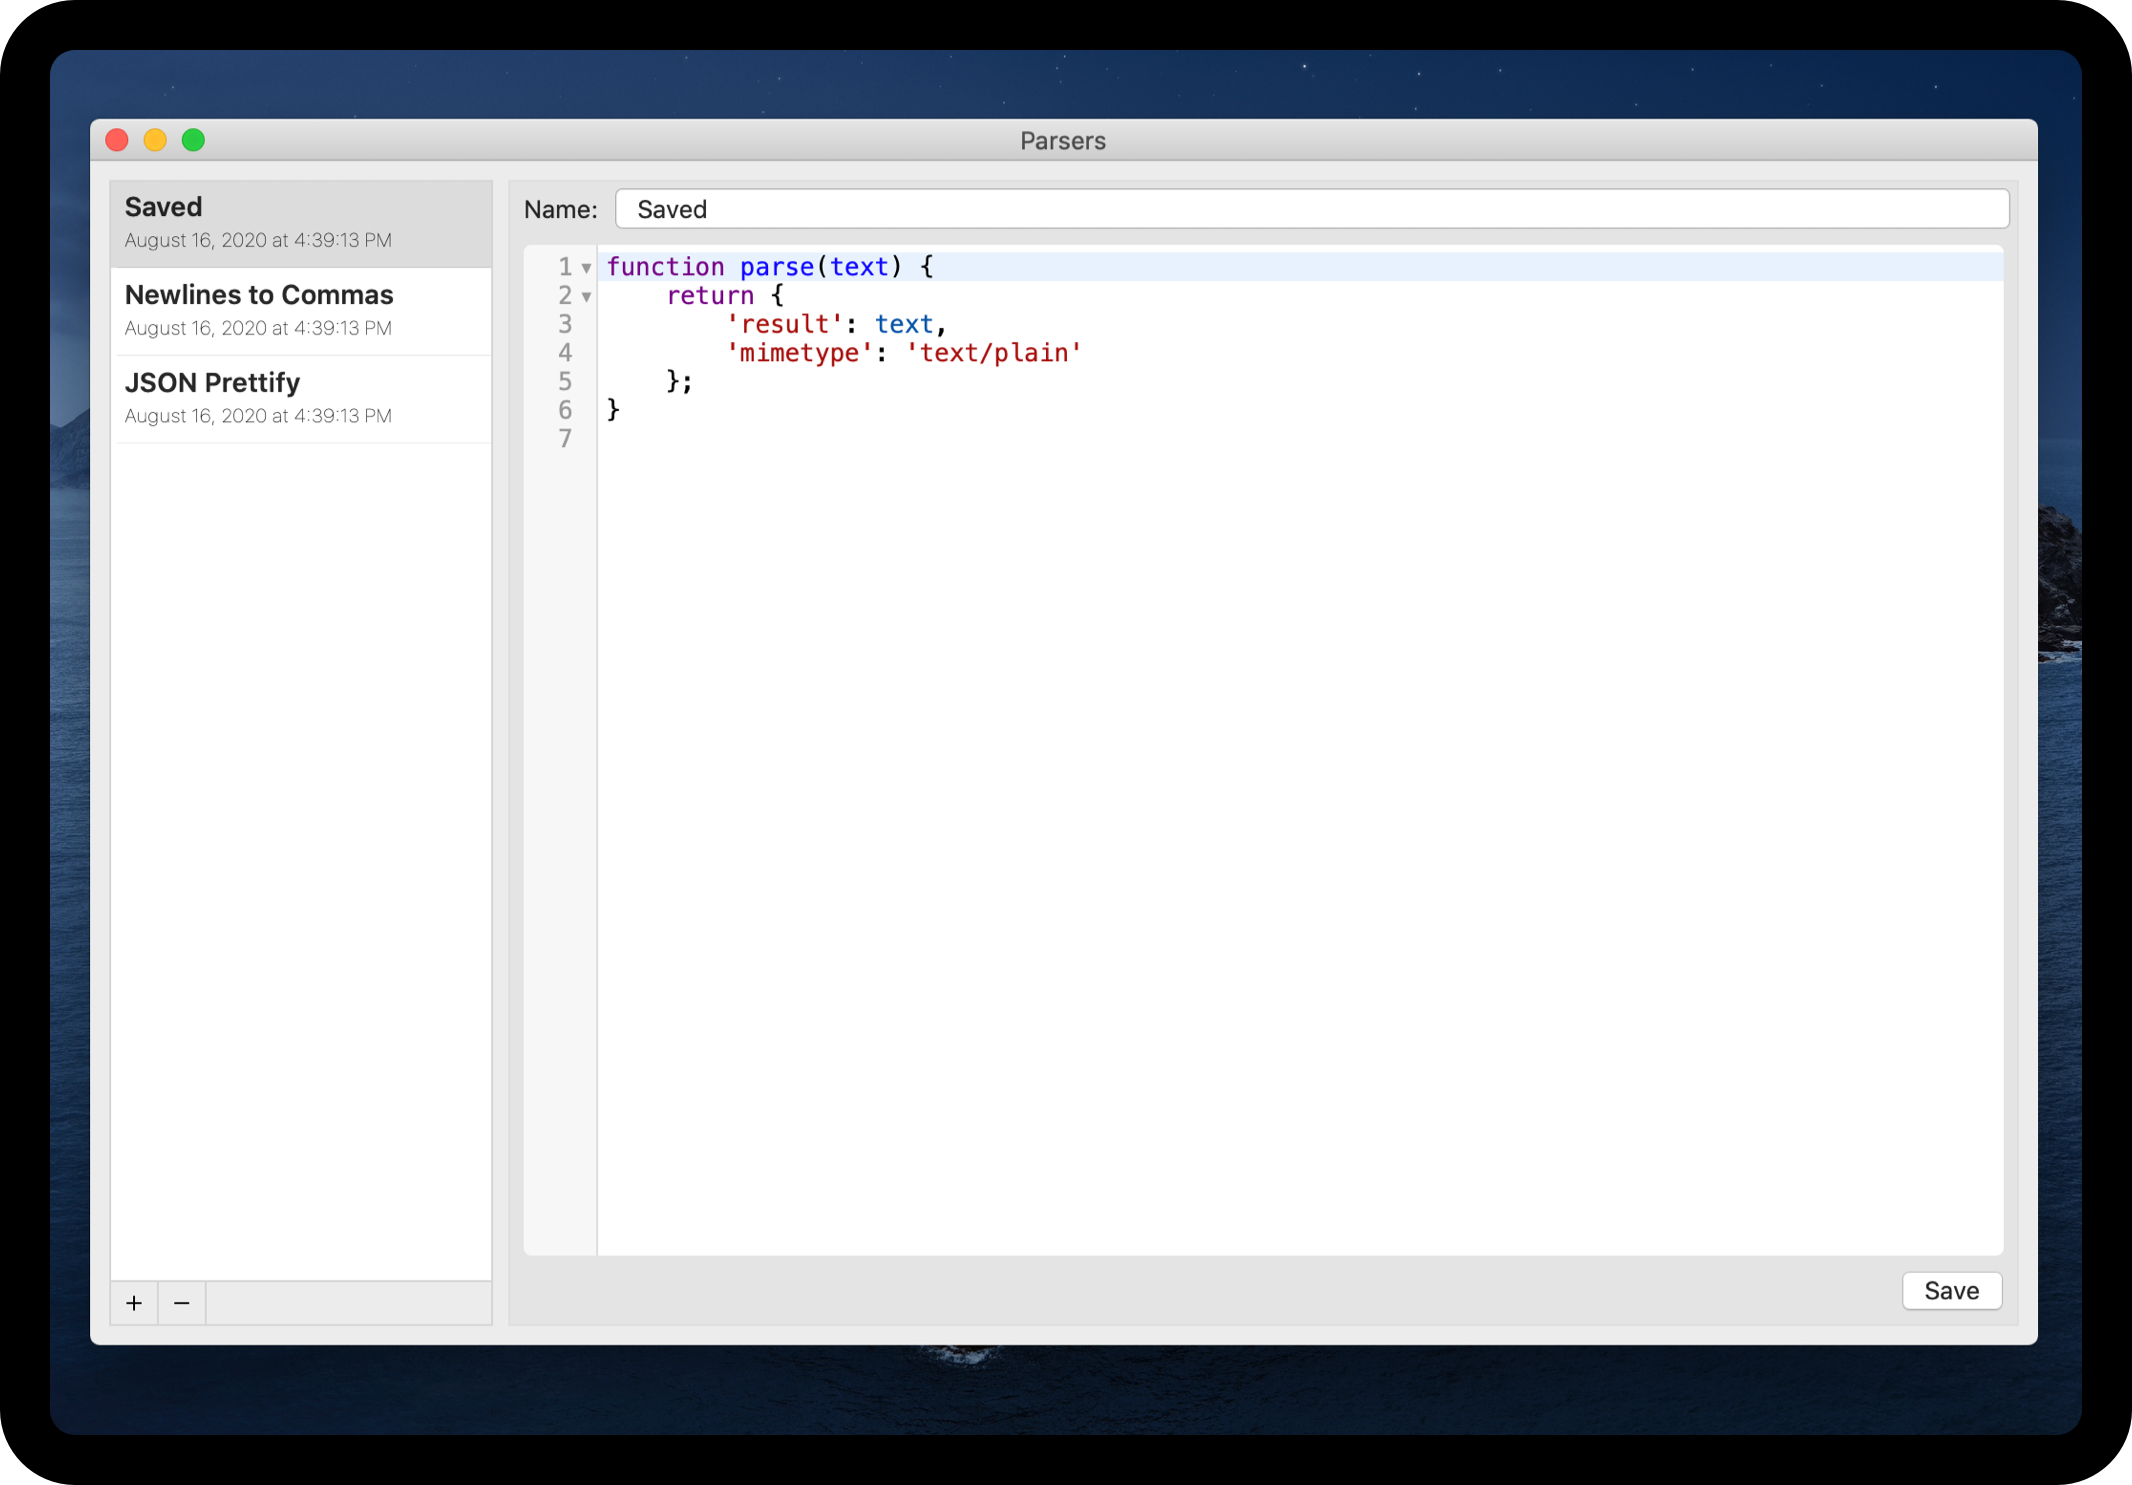 Parsers
Saved
August 16, 2020 at 4:39:13 PM
Newlines to Commas
August 16, 2020 at 4:39:13 PM
JSON Prettify
August 16, 2020 at 4:39:13 PM
+ −
Name: Saved
1 function parse(text) {
2     return {
3         'result': text,
4         'mimetype': 'text/plain'
5     };
6 }
7
Save